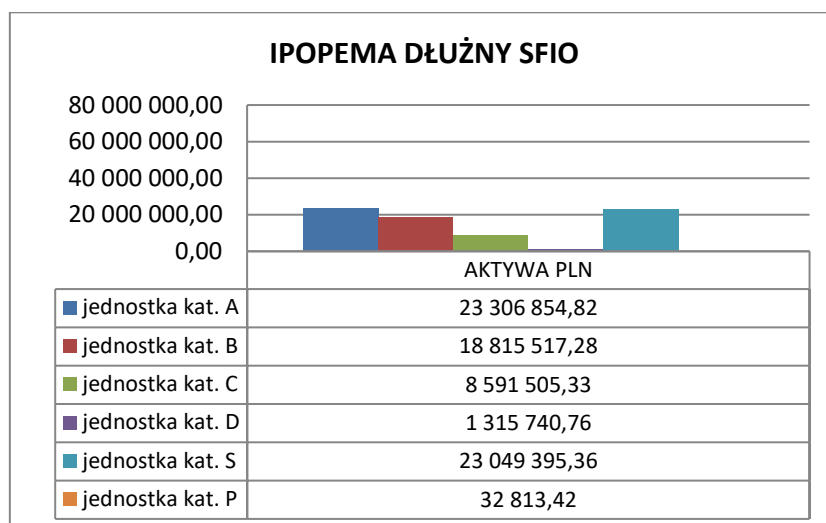 IPOPEMA DŁUŻNY SFIO
80 000 000,00
60 000 000,00
40 000 000,00
20 000 000,00
0,00
AKTYWA PLN
jednostka kat. A 23 306 854,82
jednostka kat. B 18 815 517,28
jednostka kat. C 8 591 505,33
jednostka kat. D 1 315 740,76
jednostka kat. S 23 049 395,36
jednostka kat. P 32 813,42